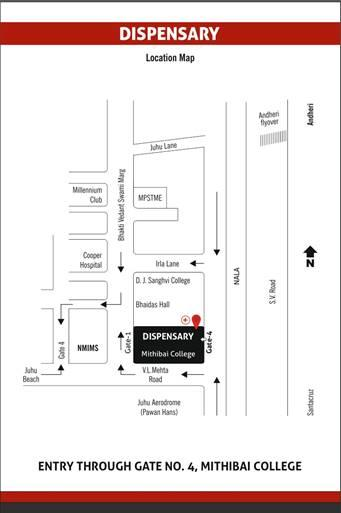 DISPENSARY
Location Map
Andheri
flyover
Andheri
Juhu Lane
Bhakti Vedant Swami Marg
Millennium
Club
MPSTME
Cooper
Hospital
Irla Lane
N
D. J. Sanghvi College
NALA
S.V. Road
Bhaidas Hall
Gate 4
NMIMS
Gate-1
DISPENSARY
Mithibai College
Gate-4
Juhu
Beach
V.L.Mehta
Road
Juhu Aerodrome
(Pawan Hans)
Santacruz
ENTRY THROUGH GATE NO. 4, MITHIBAI COLLEGE